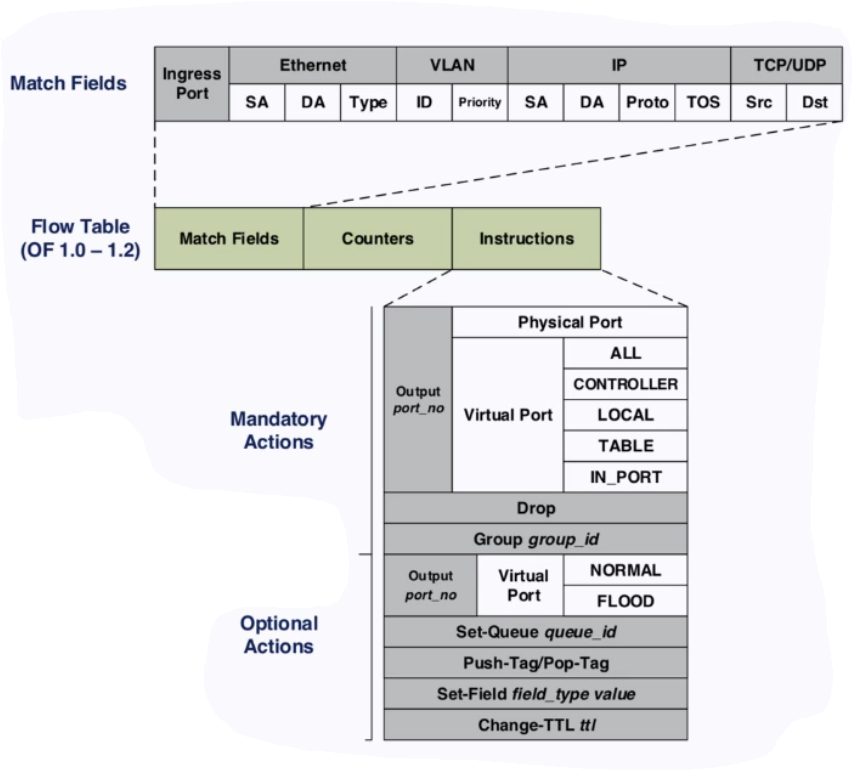 Match Fields
Ingress
Port
Ethernet
VLAN
IP
TCP/UDP
SA
DA
Type
ID
Priority
SA
DA
Proto
TOS
Src
Dst
Flow Table
(OF 1.0 – 1.2)
Match Fields
Counters
Instructions
Mandatory
Actions
Output
port_no
Physical Port
Virtual Port
ALL
CONTROLLER
LOCAL
TABLE
IN_PORT
Drop
Group group_id
Optional
Actions
Output
port_no
Virtual
Port
NORMAL
FLOOD
Set-Queue queue_id
Push-Tag/Pop-Tag
Set-Field field_type value
Change-TTL ttl